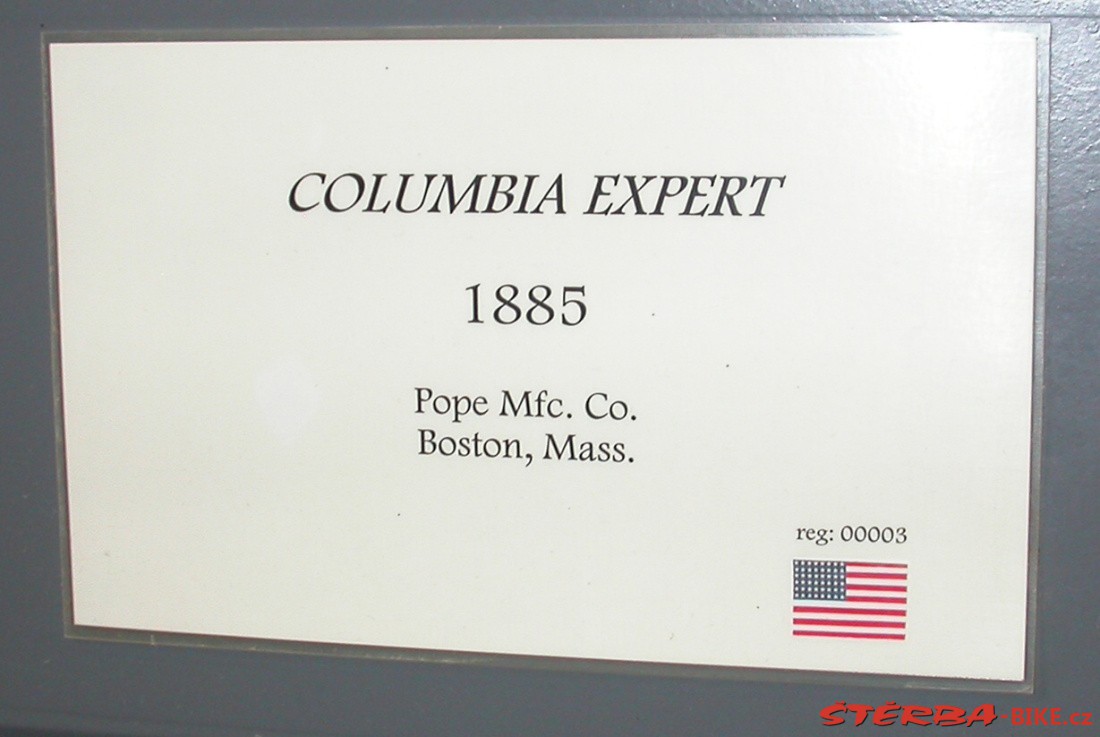 COLUMBIA EXPERT
1885
Pope Mfc. Co.
Boston, Mass.
reg: 00003
ŠTĚRBA-BIKE.cz